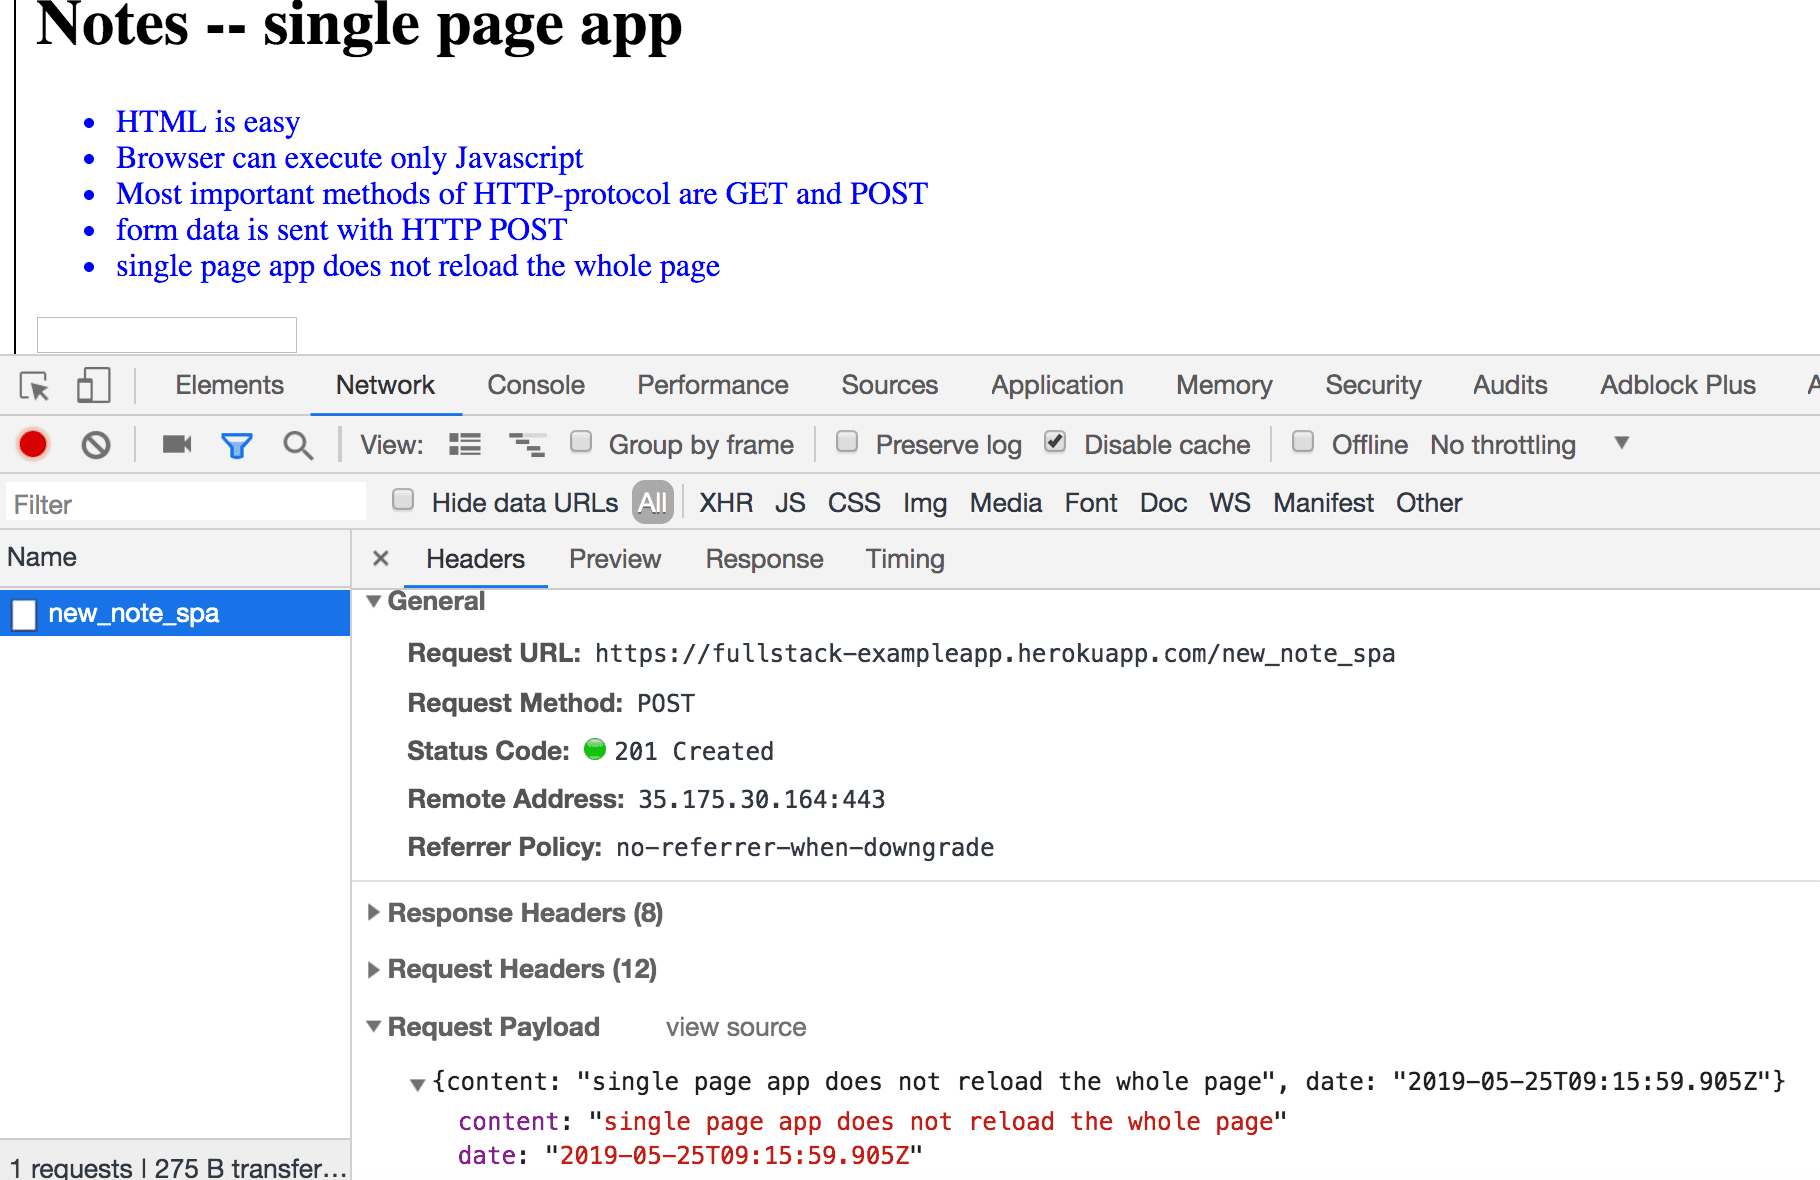 Notes -- single page app
HTML is easy
Browser can execute only Javascript
Most important methods of HTTP-protocol are GET and POST
form data is sent with HTTP POST
single page app does not reload the whole page
Elements Network Console Performance Sources Application Memory Security Audits Adblock Plus A
View: Group by frame Preserve log Disable cache Offline No throttling
Filter Hide data URLs All XHR JS CSS Img Media Font Doc WS Manifest Other
Name Headers Preview Response Timing
new_note_spa
General
Request URL: https://fullstack-exampleapp.herokuapp.com/new_note_spa
Request Method: POST
Status Code: 201 Created
Remote Address: 35.175.30.164:443
Referrer Policy: no-referrer-when-downgrade
Response Headers (8)
Request Headers (12)
Request Payload view source
{content: "single page app does not reload the whole page", date: "2019-05-25T09:15:59.905Z"}
content: "single page app does not reload the whole page"
date: "2019-05-25T09:15:59.905Z"
1 requests | 275 B transfer...